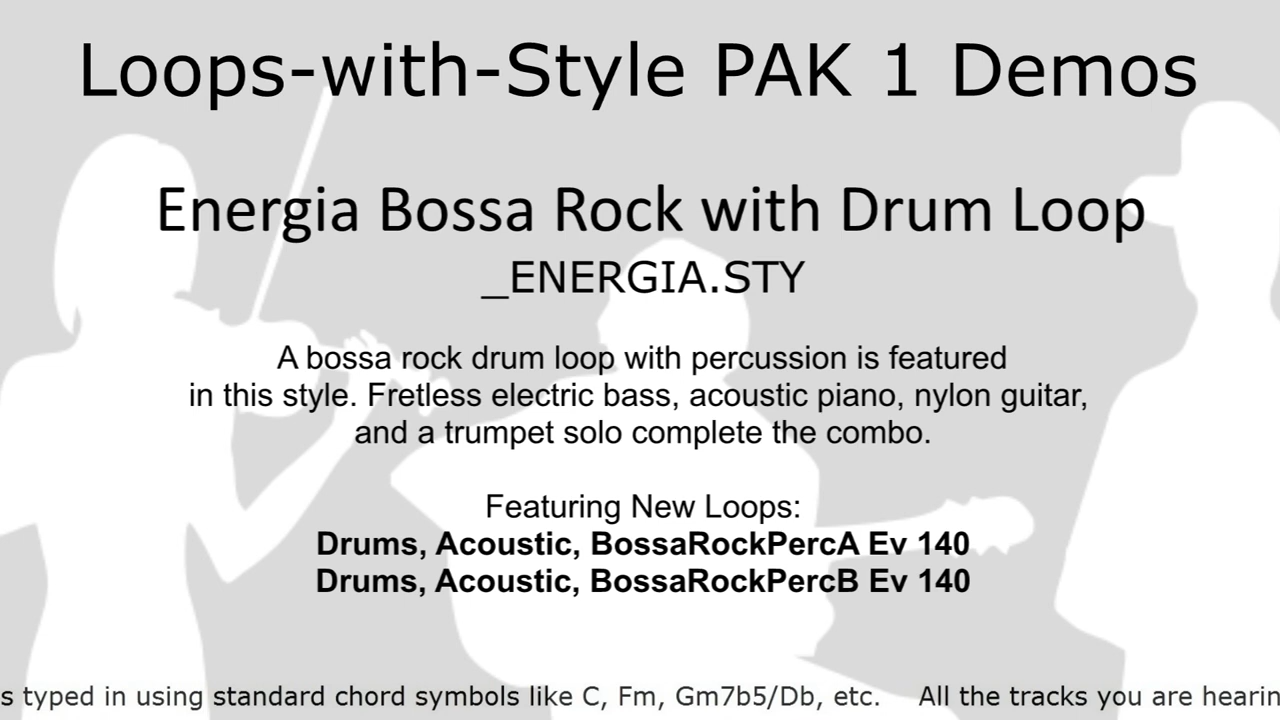 Loops-with-Style PAK 1 Demos
Energia Bossa Rock with Drum Loop
_ENERGIA.STY
A bossa rock drum loop with percussion is featured
in this style. Fretless electric bass, acoustic piano, nylon guitar,
and a trumpet solo complete the combo.
Featuring New Loops:
Drums, Acoustic, BossaRockPercA Ev 140
Drums, Acoustic, BossaRockPercB Ev 140
s typed in using standard chord symbols like C, Fm, Gm7b5/Db, etc. All the tracks you are hearin